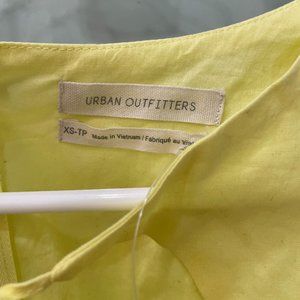 URBAN OUTFITTERS
XS-TP Made in Vietnam / Fabriqué au